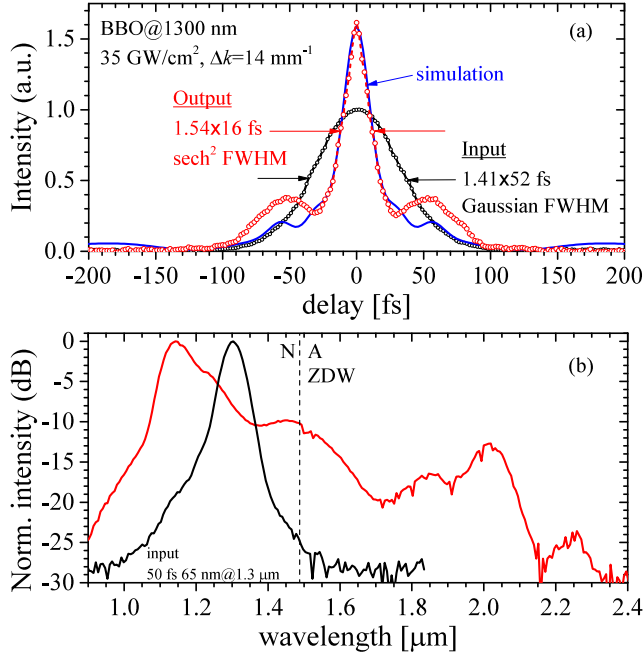 BBO@1300 nm
(a)
35 GW/cm², Δk=14 mm⁻¹
simulation
Output
1.54x16 fs
sech² FWHM
Input
1.41x52 fs
Gaussian FWHM
Intensity (a.u.)
1.5
1.0
0.5
0.0
-200 -150 -100 -50 0 50 100 150 200
delay [fs]
N A
ZDW
(b)
input
50 fs 65 nm@1.3 μm
Norm. intensity (dB)
0
-5
-10
-15
-20
-25
-30
1.0 1.2 1.4 1.6 1.8 2.0 2.2 2.4
wavelength [μm]